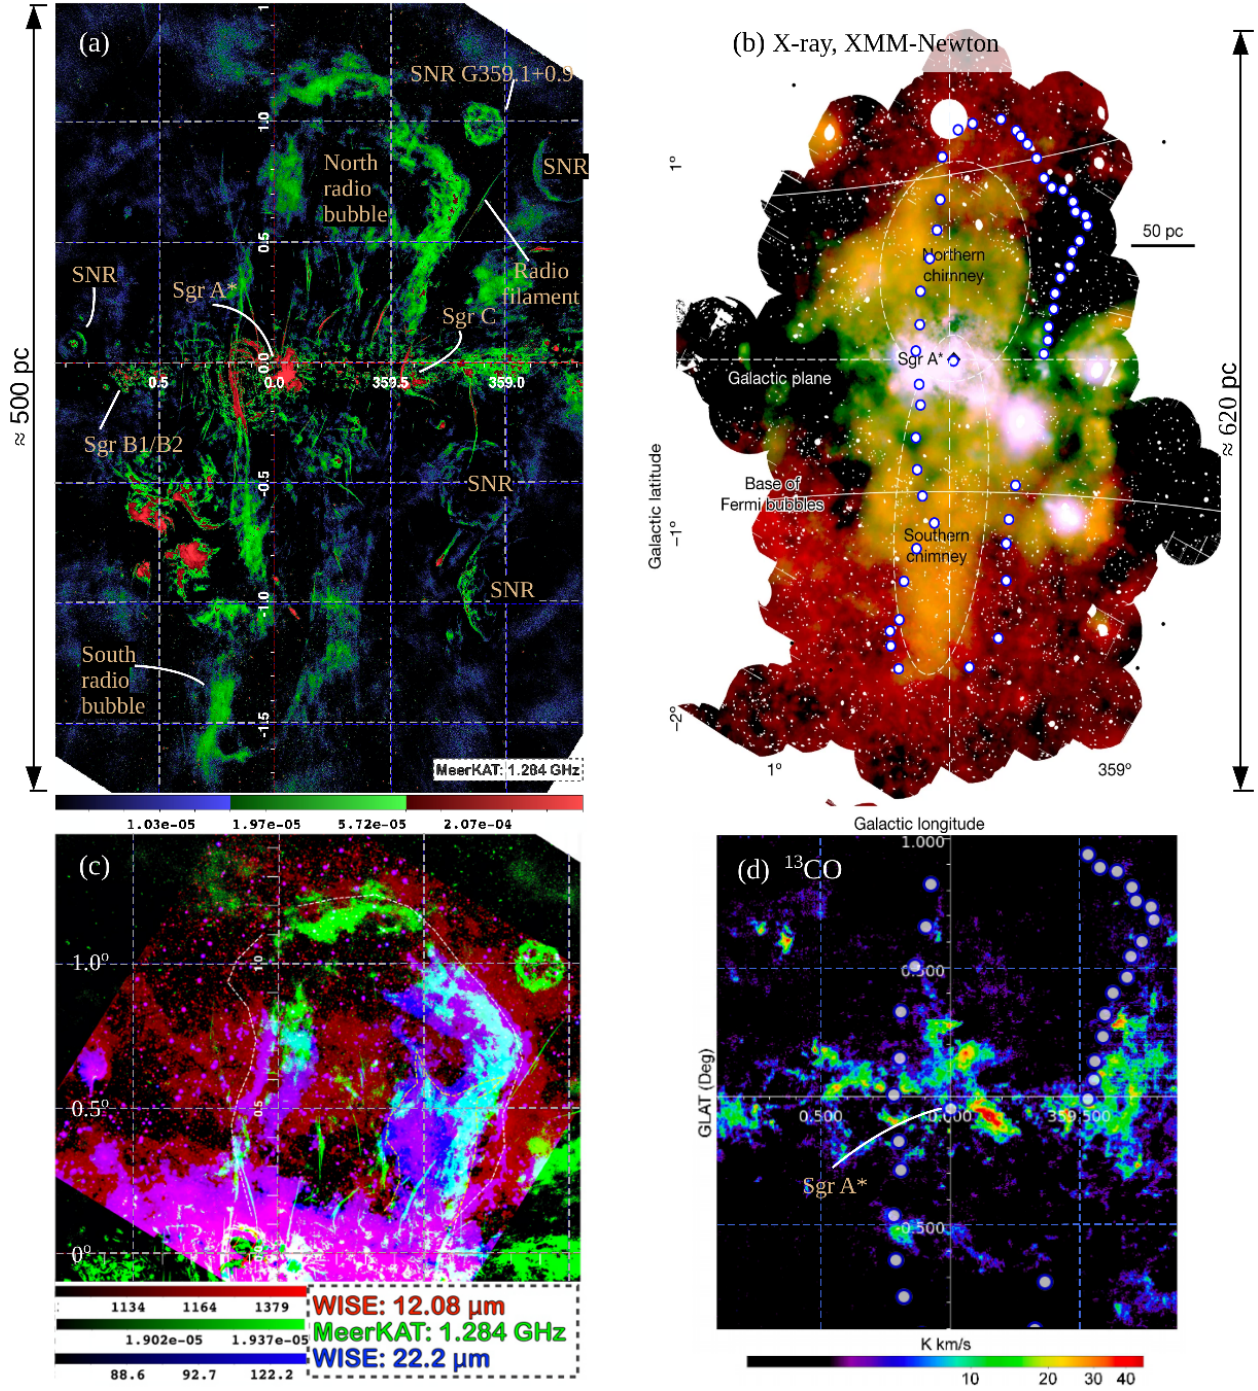 (a)
1
SNR G359.1+0.9
1.0
North
radio
bubble
SNR
0.5
Radio
filament
SNR
Sgr A*
Sgr C
0.0
0.5
0.0
359.5
359.0
Sgr B1/B2
-0.5
SNR
SNR
-1.0
South
radio
bubble
-1.5
MeerKAT: 1.284 GHz
≈ 500 pc
1.03e-05
1.97e-05
5.72e-05
2.07e-04
(b) X-ray, XMM-Newton
1°
50 pc
Northern
chimney
Sgr A*
Galactic plane
Base of
Fermi bubbles
Southern
chimney
Galactic latitude
-1°
-2°
1°
359°
≈ 620 pc
Galactic longitude
(c)
1.0°
1.0
0.5°
0.5
0°
0.0
1134
1164
1379
1.902e-05
1.937e-05
88.6
92.7
122.2
WISE: 12.08 µm
MeerKAT: 1.284 GHz
WISE: 22.2 µm
(d) ¹³CO
1.000
0.500
GLAT (Deg)
0.500
0.000
359.500
Sgr A*
-0.500
K km/s
10
20
30
40